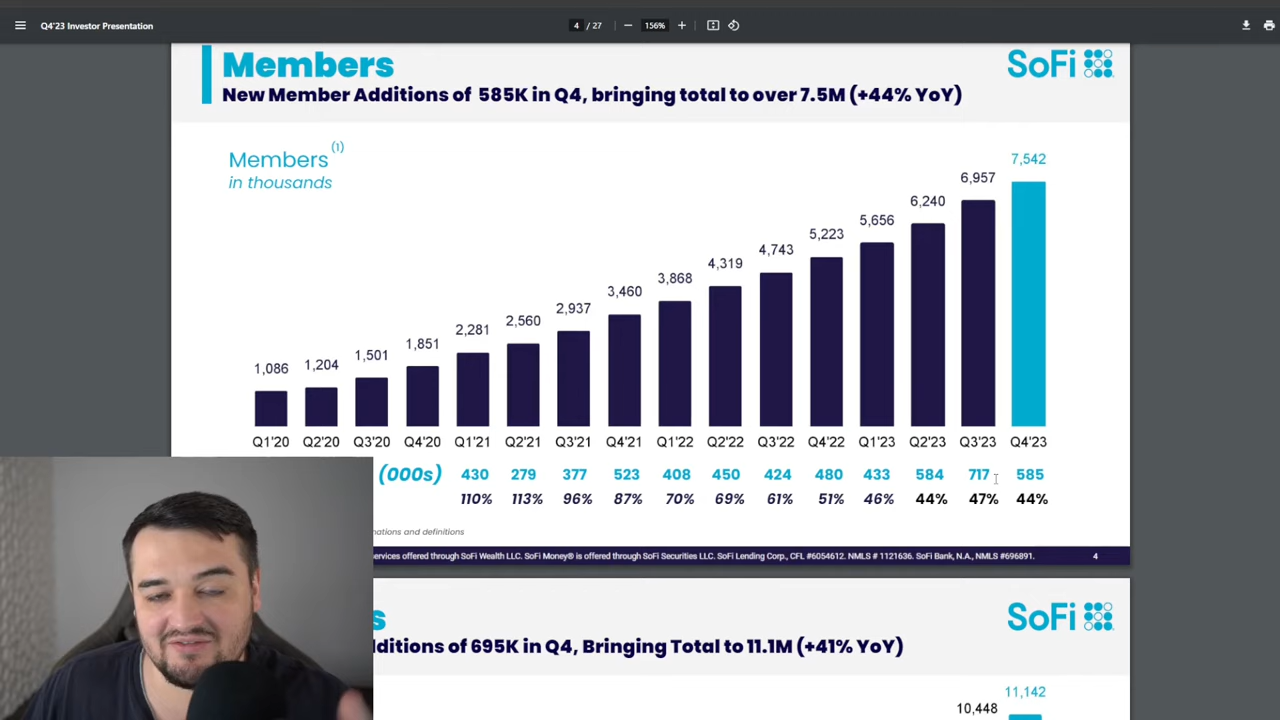 Q4'23 Investor Presentation
4 / 27
156%
Members
SoFi
New Member Additions of 585K in Q4, bringing total to over 7.5M (+44% YoY)
Members (1)
in thousands
1,086 1,204 1,501 1,851 2,281 2,560 2,937 3,460 3,868 4,319 4,743 5,223 5,656 6,240 6,957 7,542
Q1'20 Q2'20 Q3'20 Q4'20 Q1'21 Q2'21 Q3'21 Q4'21 Q1'22 Q2'22 Q3'22 Q4'22 Q1'23 Q2'23 Q3'23 Q4'23
(000s) 430 279 377 523 408 450 424 480 433 584 717 585
110% 113% 96% 87% 70% 69% 61% 51% 46% 44% 47% 44%
and definitions
services offered through SoFi Wealth LLC. SoFi Money® is offered through SoFi Securities LLC. SoFi Lending Corp., CFL #6054612. NMLS # 1121636. SoFi Bank, N.A., NMLS #696891.
4
SoFi
ditions of 695K in Q4, Bringing Total to 11.1M (+41% YoY)
11,142
10,448